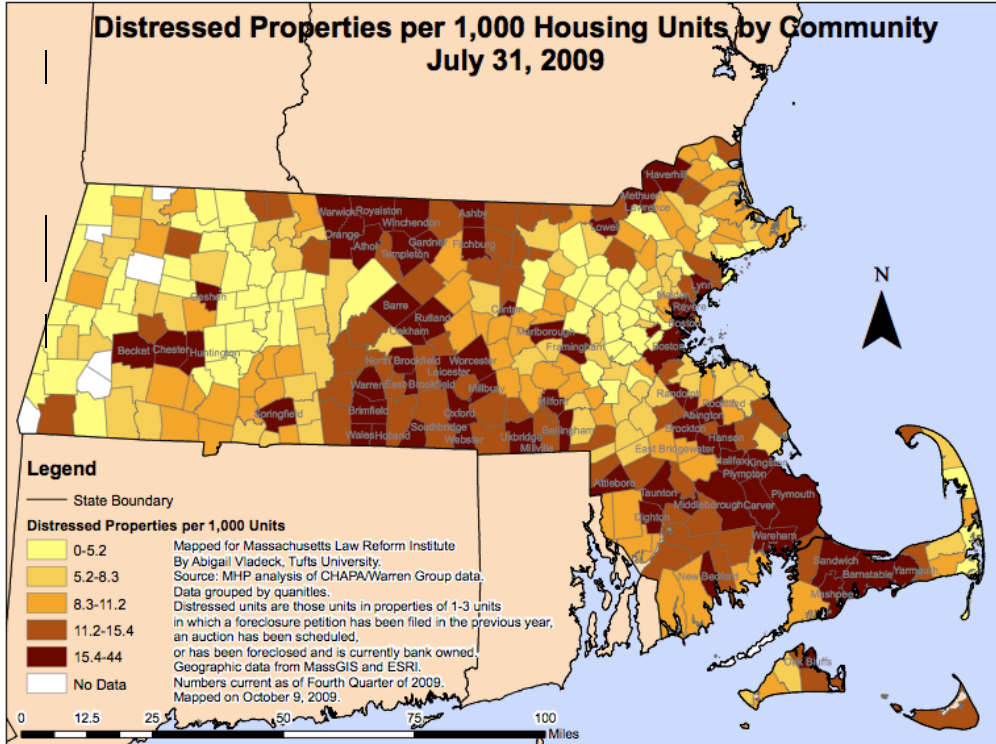 Distressed Properties per 1,000 Housing Units by Community
July 31, 2009
Haverhill
Methuen
Lawrence
Warwick
Royalston
Winchendon
Ashby
Lowell
Orange
Athol
Gardner
Fitchburg
Templeton
Goshen
Lynn
Malden
Revere
Boston
Barre
Rutland
Clinton
Oakham
Marlborough
Framingham
Boston
Becket
Chester
Huntington
North Brookfield
Worcester
Leicester
Warren
East Brookfield
Millbury
Milford
Randolph
Rockland
Abington
Springfield
Brimfield
Oxford
Southbridge
Bellingham
Brockton
Hanson
Wales
Holland
Webster
Uxbridge
Millville
East Bridgewater
Halifax
Kingston
Plympton
Attleboro
Taunton
Middleborough
Carver
Plymouth
Dighton
Wareham
New Bedford
Sandwich
Barnstable
Yarmouth
Mashpee
Oak Bluffs
N
Legend
State Boundary
Distressed Properties per 1,000 Units
0-5.2
5.2-8.3
8.3-11.2
11.2-15.4
15.4-44
No Data
Mapped for Massachusetts Law Reform Institute
By Abigail Vladeck, Tufts University.
Source: MHP analysis of CHAPA/Warren Group data.
Data grouped by quanities.
Distressed units are those units in properties of 1-3 units
in which a foreclosure petition has been filed in the previous year,
an auction has been scheduled,
or has been foreclosed and is currently bank owned.
Geographic data from MassGIS and ESRI.
Numbers current as of Fourth Quarter of 2009.
Mapped on October 9, 2009.
0 12.5 25 50 75 100
Miles